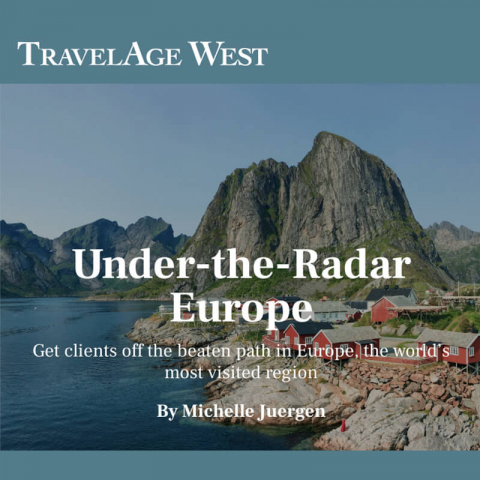 TRAVELAGE WEST
Under-the-Radar
Europe
Get clients off the beaten path in Europe, the world's
most visited region
By Michelle Juergen